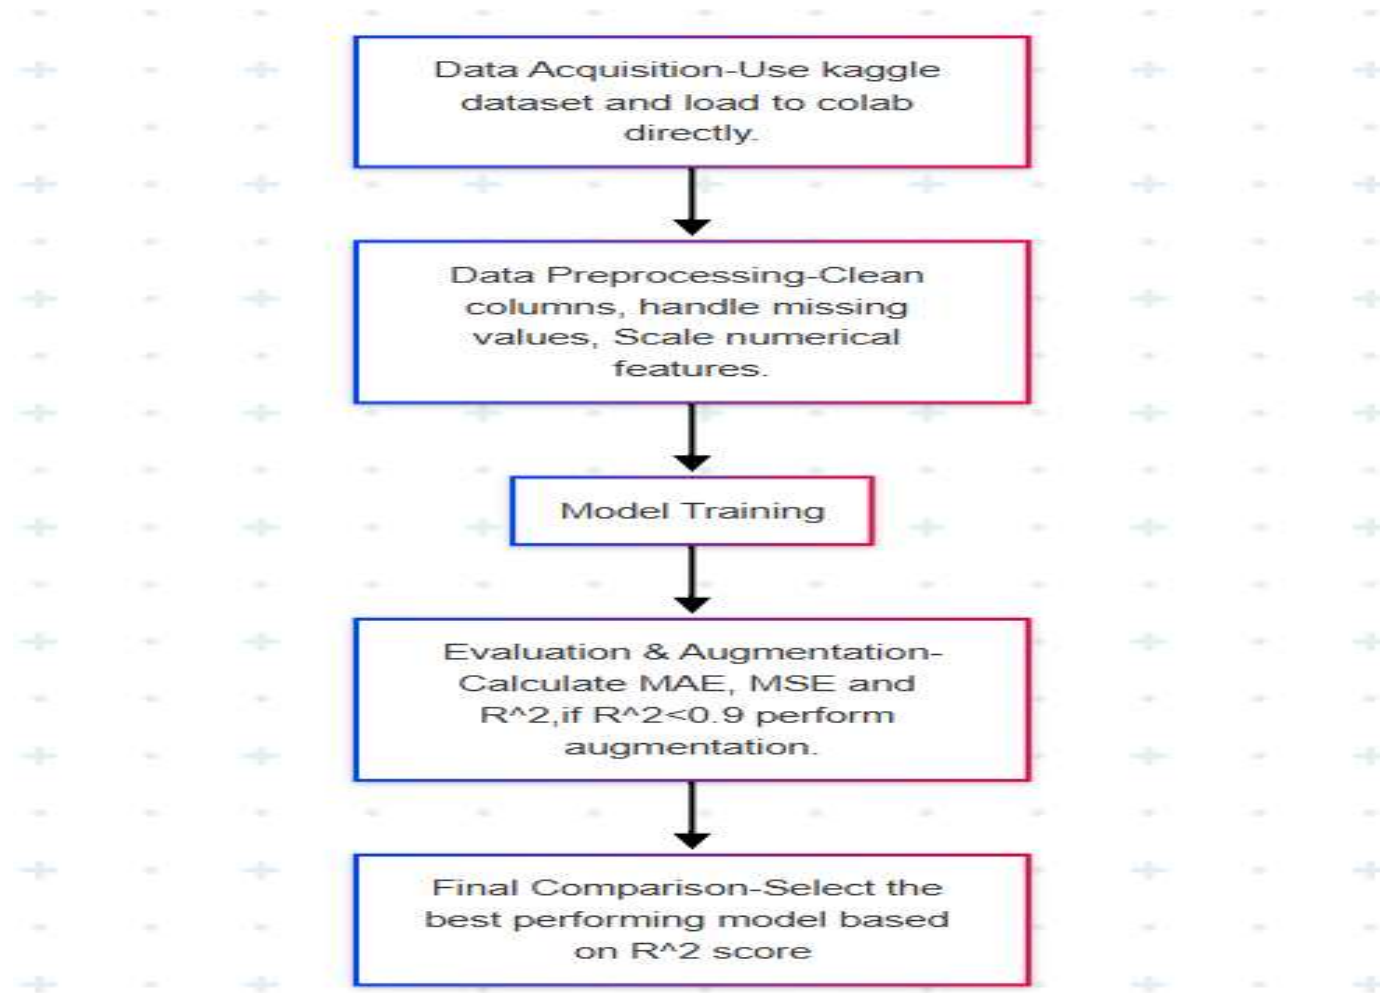 Data Acquisition-Use kaggle
dataset and load to colab
directly.
Data Preprocessing-Clean
columns, handle missing
values, Scale numerical
features.
Model Training
Evaluation & Augmentation-
Calculate MAE, MSE and
R^2,if R^2<0.9 perform
augmentation.
Final Comparison-Select the
best performing model based
on R^2 score